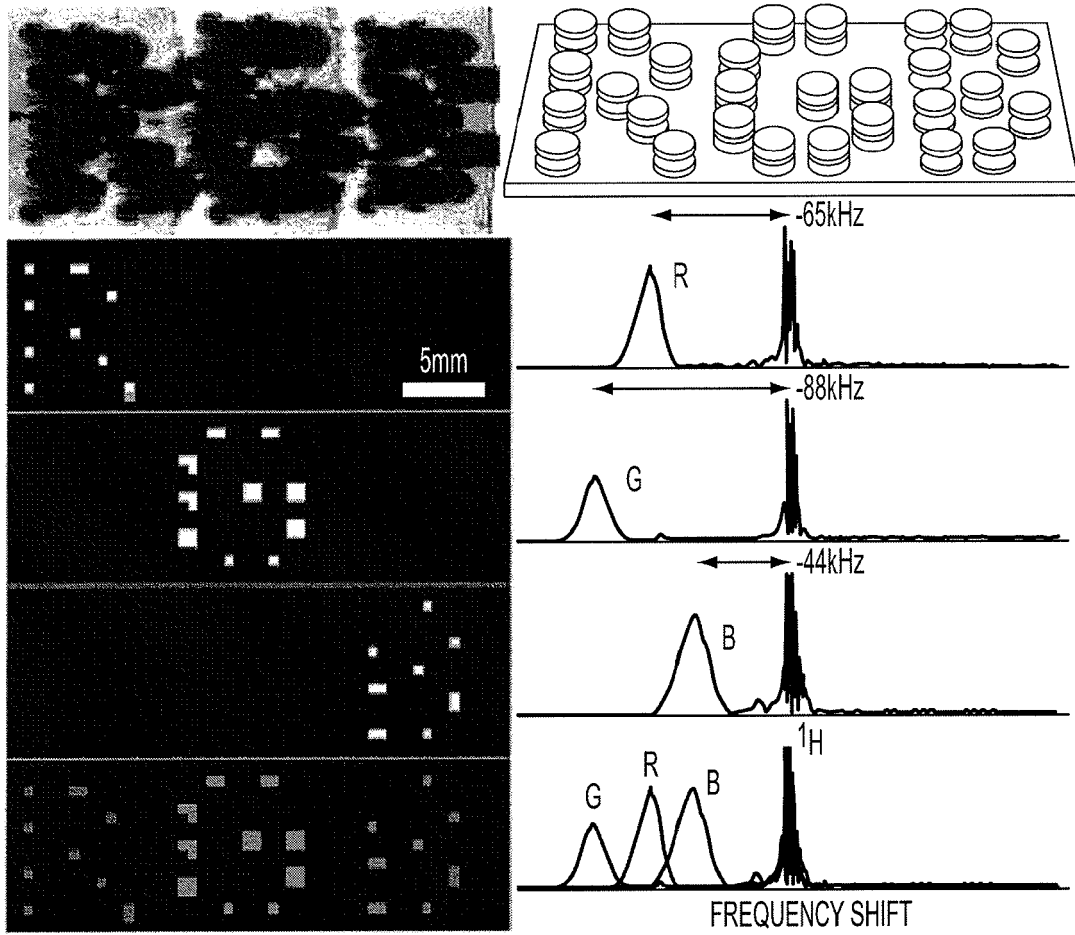 -65kHz
R
5mm
-88kHz
G
-44kHz
B
1H
G R B
FREQUENCY SHIFT